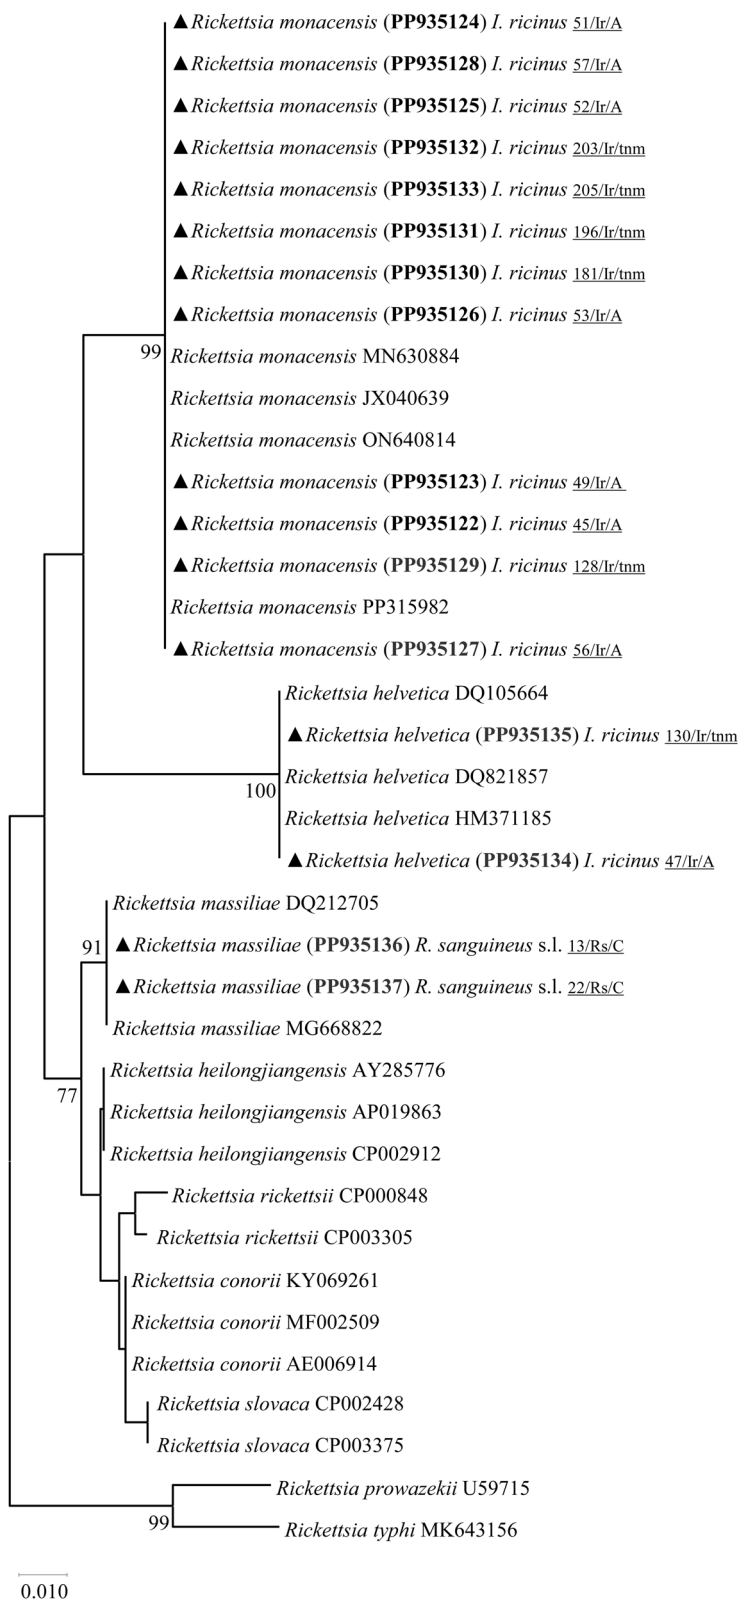 ▲Rickettsia monacensis (PP935124) I. ricinus 51/Ir/A
▲Rickettsia monacensis (PP935128) I. ricinus 57/Ir/A
▲Rickettsia monacensis (PP935125) I. ricinus 52/Ir/A
▲Rickettsia monacensis (PP935132) I. ricinus 203/Ir/tnm
▲Rickettsia monacensis (PP935133) I. ricinus 205/Ir/tnm
▲Rickettsia monacensis (PP935131) I. ricinus 196/Ir/tnm
▲Rickettsia monacensis (PP935130) I. ricinus 181/Ir/tnm
▲Rickettsia monacensis (PP935126) I. ricinus 53/Ir/A
99
Rickettsia monacensis MN630884
Rickettsia monacensis JX040639
Rickettsia monacensis ON640814
▲Rickettsia monacensis (PP935123) I. ricinus 49/Ir/A
▲Rickettsia monacensis (PP935122) I. ricinus 45/Ir/A
▲Rickettsia monacensis (PP935129) I. ricinus 128/Ir/tnm
Rickettsia monacensis PP315982
▲Rickettsia monacensis (PP935127) I. ricinus 56/Ir/A
Rickettsia helvetica DQ105664
▲Rickettsia helvetica (PP935135) I. ricinus 130/Ir/tnm
Rickettsia helvetica DQ821857
100
Rickettsia helvetica HM371185
▲Rickettsia helvetica (PP935134) I. ricinus 47/Ir/A
Rickettsia massiliae DQ212705
91
▲Rickettsia massiliae (PP935136) R. sanguineus s.l. 13/Rs/C
▲Rickettsia massiliae (PP935137) R. sanguineus s.l. 22/Rs/C
Rickettsia massiliae MG668822
Rickettsia heilongjiangensis AY285776
77
Rickettsia heilongjiangensis AP019863
Rickettsia heilongjiangensis CP002912
Rickettsia rickettsii CP000848
Rickettsia rickettsii CP003305
Rickettsia conorii KY069261
Rickettsia conorii MF002509
Rickettsia conorii AE006914
Rickettsia slovaca CP002428
Rickettsia slovaca CP003375
Rickettsia prowazekii U59715
99
Rickettsia typhi MK643156
0.010